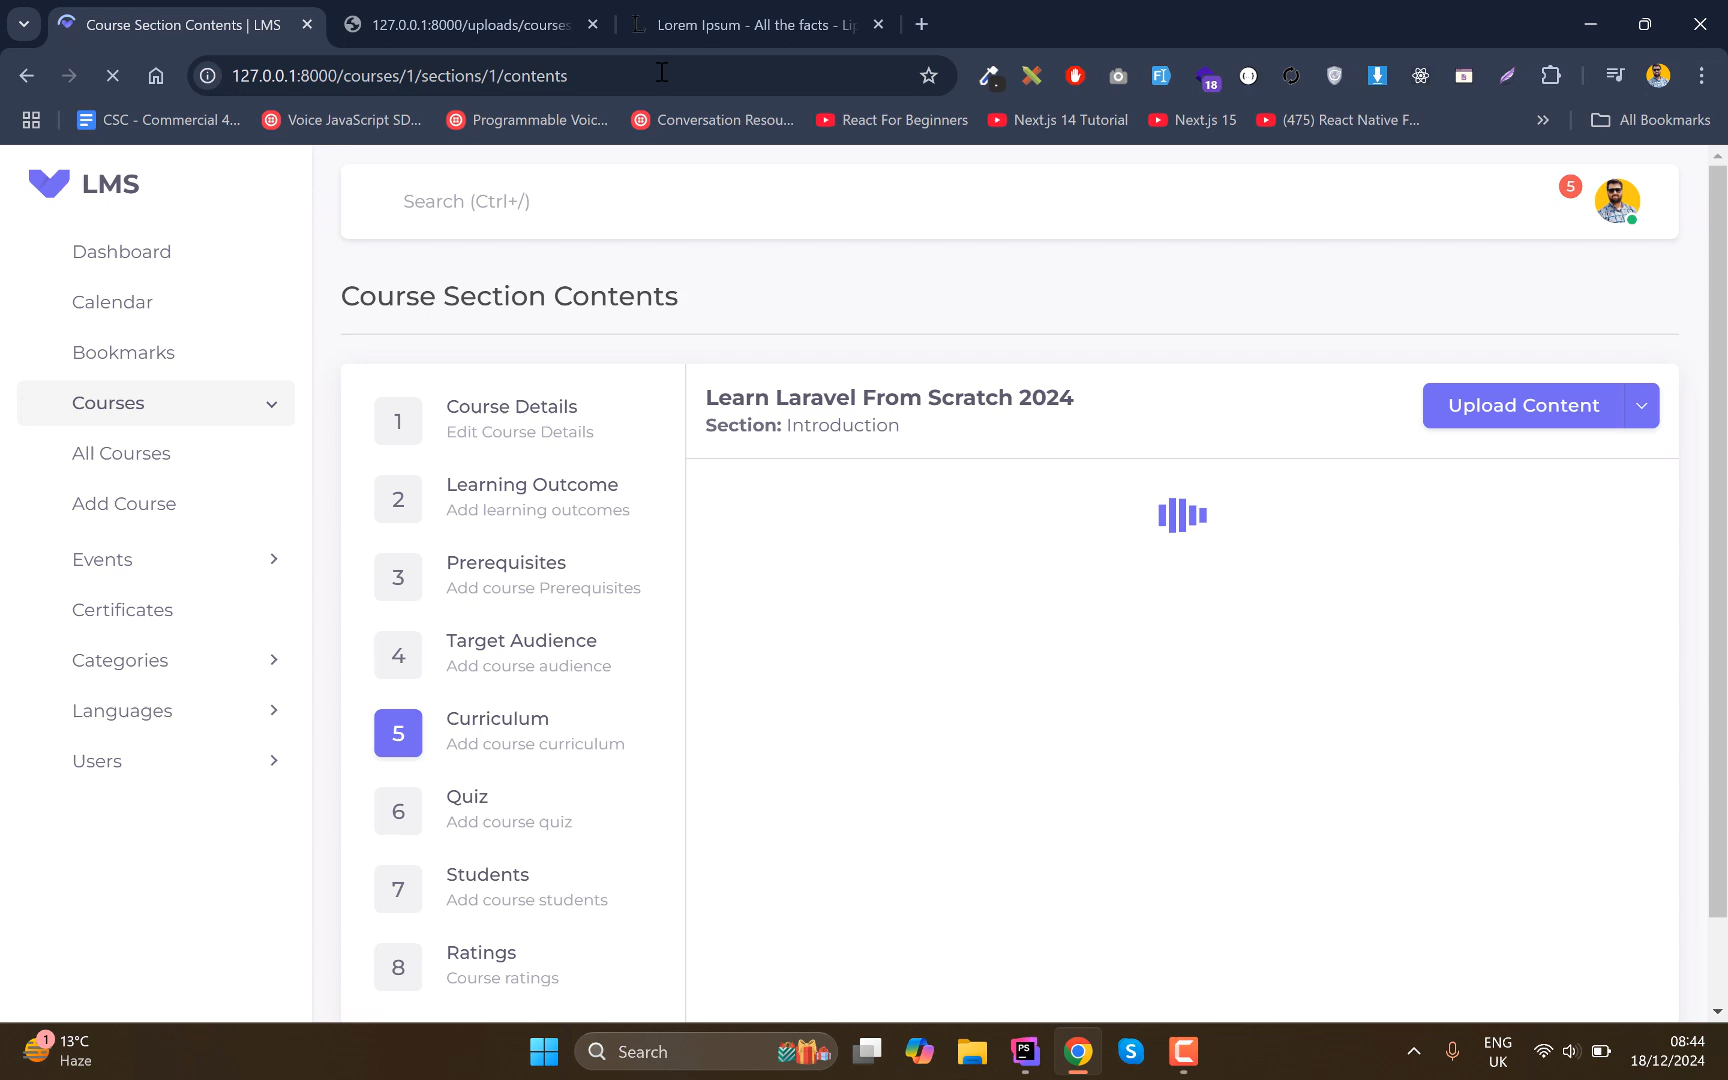 Course Section Contents | LMS
127.0.0.1:8000/uploads/courses
Lorem Ipsum - All the facts - Lip
127.0.0.1:8000/courses/1/sections/1/contents
18
CSC - Commercial 4...
Voice JavaScript SD...
Programmable Voic...
Conversation Resou...
React For Beginners
Next.js 14 Tutorial
Next.js 15
(475) React Native F...
All Bookmarks
LMS
Search (Ctrl+/)
5
Dashboard
Calendar
Bookmarks
Courses
All Courses
Add Course
Events
Certificates
Categories
Languages
Users
Course Section Contents
1
Course Details
Edit Course Details
2
Learning Outcome
Add learning outcomes
3
Prerequisites
Add course Prerequisites
4
Target Audience
Add course audience
5
Curriculum
Add course curriculum
6
Quiz
Add course quiz
7
Students
Add course students
8
Ratings
Course ratings
Learn Laravel From Scratch 2024
Section: Introduction
Upload Content
1
13°C
Haze
Search
PS
ENG
UK
08:44
18/12/2024